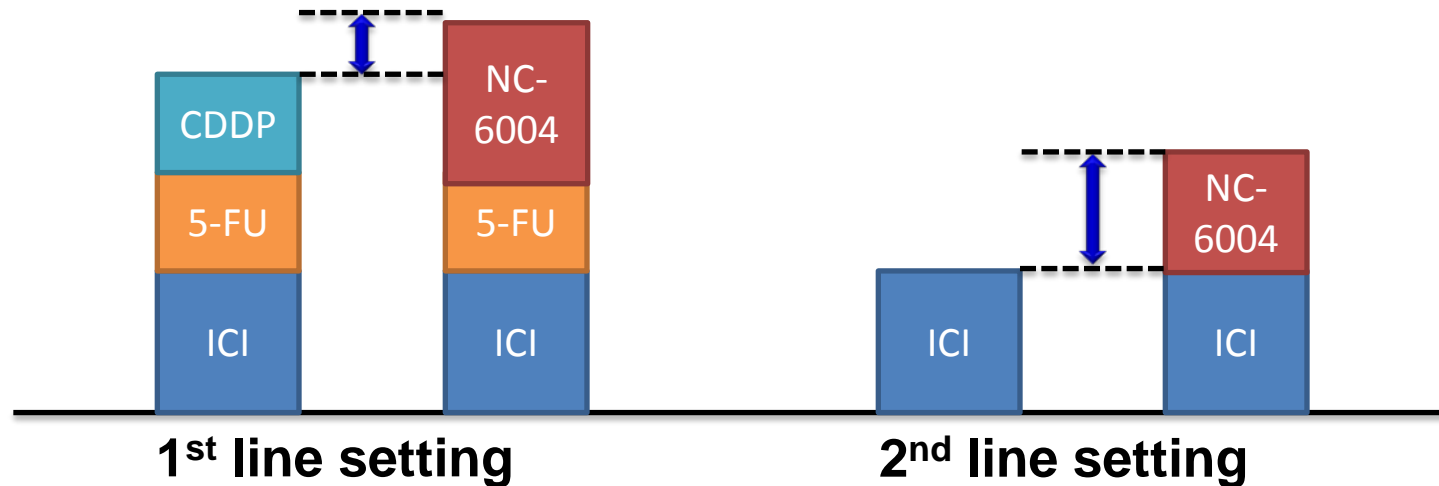 CDDP
5-FU
ICI
NC-
6004
5-FU
ICI
1st line setting
ICI
NC-
6004
ICI
2nd line setting